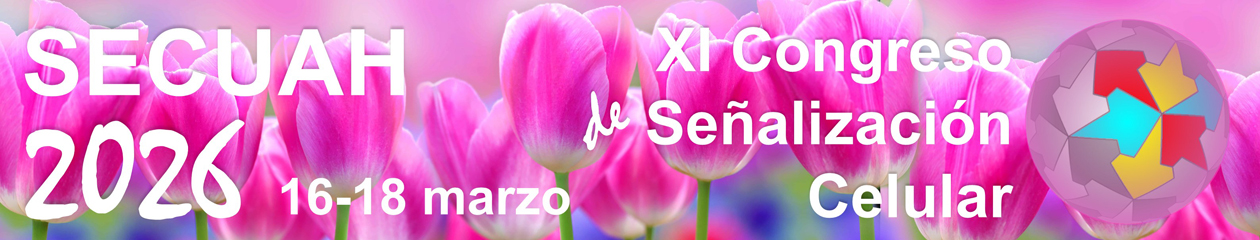 SECUAH
2026
16-18 marzo
XI Congreso
de Señalización
Celular